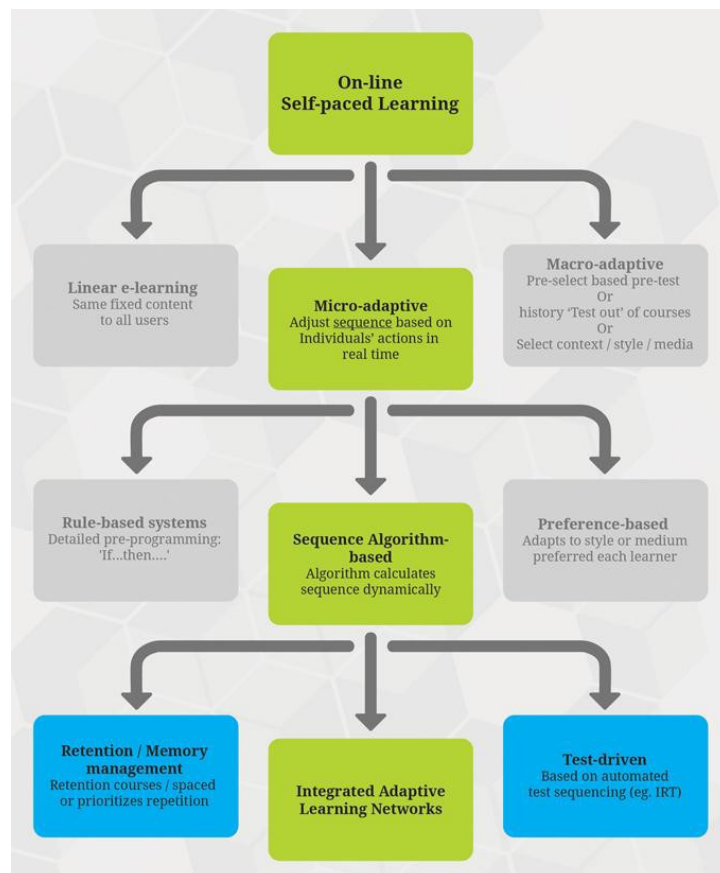 On-line
Self-paced Learning
Linear e-learning
Same fixed content
to all users
Micro-adaptive
Adjust sequence based on
Individuals' actions in
real time
Macro-adaptive
Pre-select based pre-test
Or
history ‘Test out’ of courses
Or
Select context / style / media
Rule-based systems
Detailed pre-programming:
'If...then....'
Sequence Algorithm-
based
Algorithm calculates
sequence dynamically
Preference-based
Adapts to style or medium
preferred each learner
Retention / Memory
management
Retention courses / spaced
or prioritizes repetition
Integrated Adaptive
Learning Networks
Test-driven
Based on automated
test sequencing (eg. IRT)